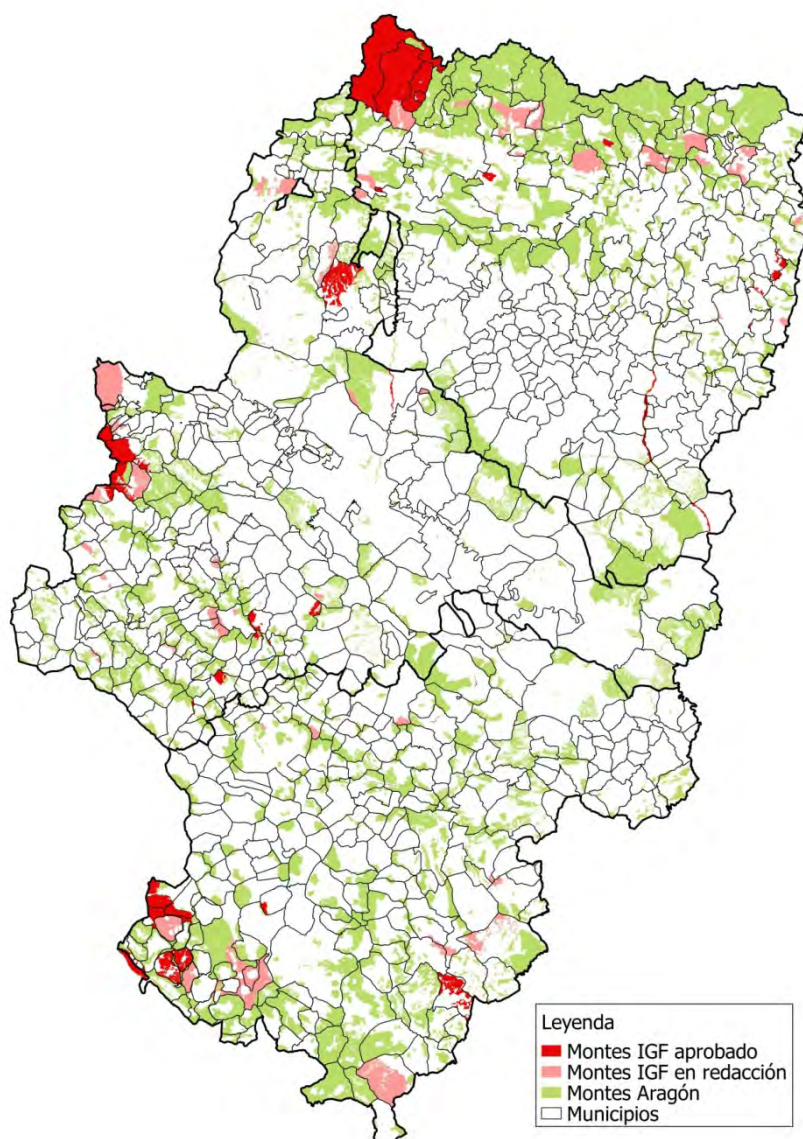 Leyenda
Montes IGF aprobado
Montes IGF en redacción
Montes Aragón
Municipios